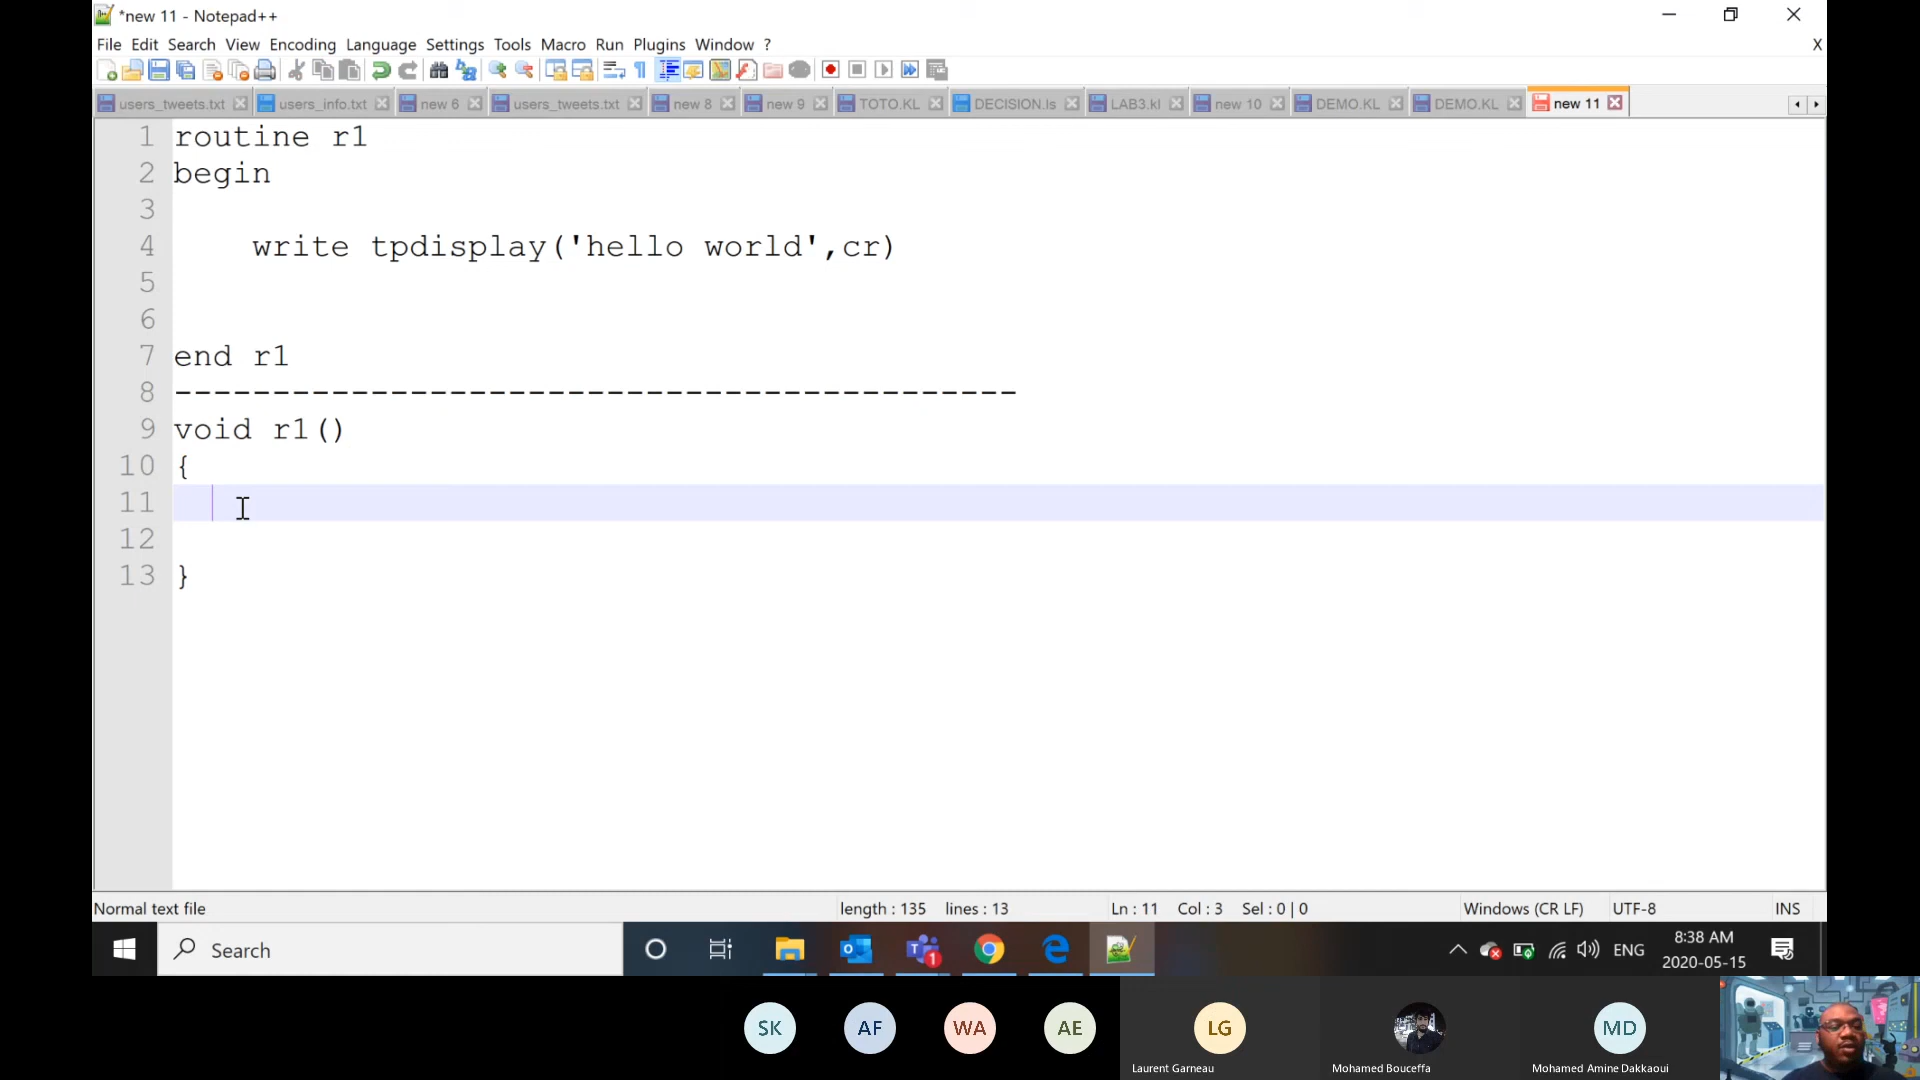 *new 11 - Notepad++
File Edit Search View Encoding Language Settings Tools Macro Run Plugins Window ?
X
users_tweets.txt users_info.txt new 6 users_tweets.txt new 8 new 9 TOTO.KL DECISION.ls LAB3.kl new 10 DEMO.KL DEMO.KL new 11
1 routine r1
2 begin
3
4 write tpdisplay('hello world',cr)
5
6
7 end r1
8 -------------------------------------------
9 void r1()
10 {
11
12
13 }
Normal text file length : 135 lines : 13 Ln : 11 Col : 3 Sel : 0 | 0 Windows (CR LF) UTF-8 INS
Search
1
ENG
8:38 AM
2020-05-15
SK AF WA AE LG MD
Laurent Garneau Mohamed Bouceffa Mohamed Amine Dakkaoui